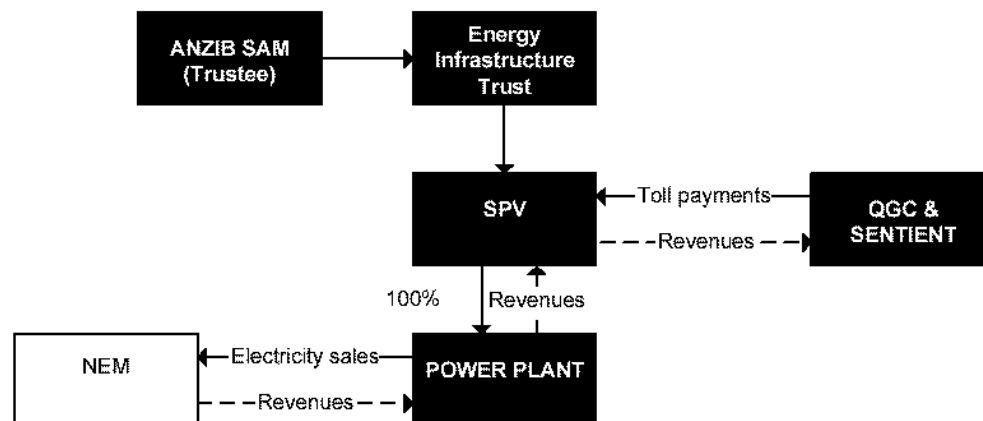 ANZIB SAM
(Trustee)
Energy
Infrastructure
Trust
SPV
Toll payments
Revenues
QGC &
SENTIENT
100%
Revenues
NEM
Electricity sales
Revenues
POWER PLANT